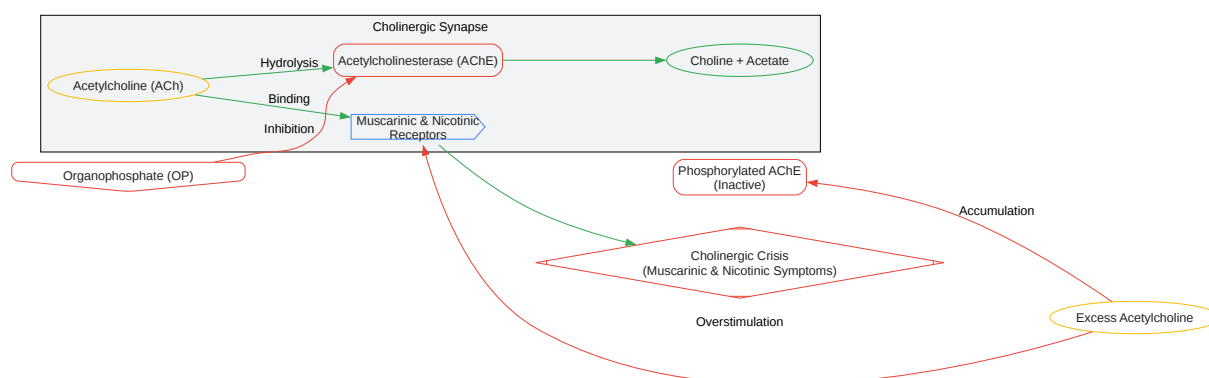 Cholinergic Synapse
Acetylcholine (ACh)
Hydrolysis
Acetylcholinesterase (AChE)
Choline + Acetate
Binding
Muscarinic & Nicotinic
Receptors
Inhibition
Organophosphate (OP)
Phosphorylated AChE
(Inactive)
Accumulation
Cholinergic Crisis
(Muscarinic & Nicotinic Symptoms)
Overstimulation
Excess Acetylcholine